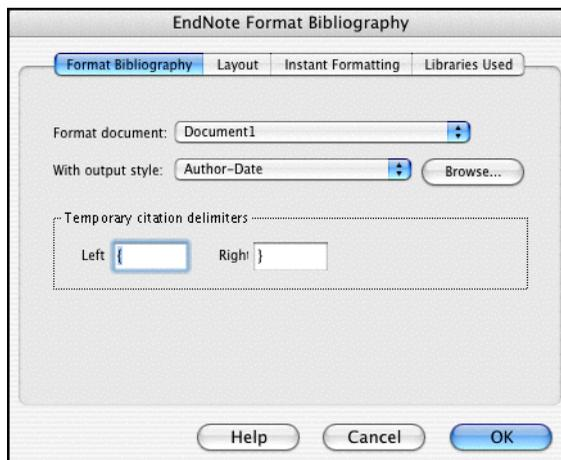 EndNote Format Bibliography
Format Bibliography Layout Instant Formatting Libraries Used
Format document: Document1
With output style: Author-Date Browse...
Temporary citation delimiters
Left { Right }
Help Cancel OK